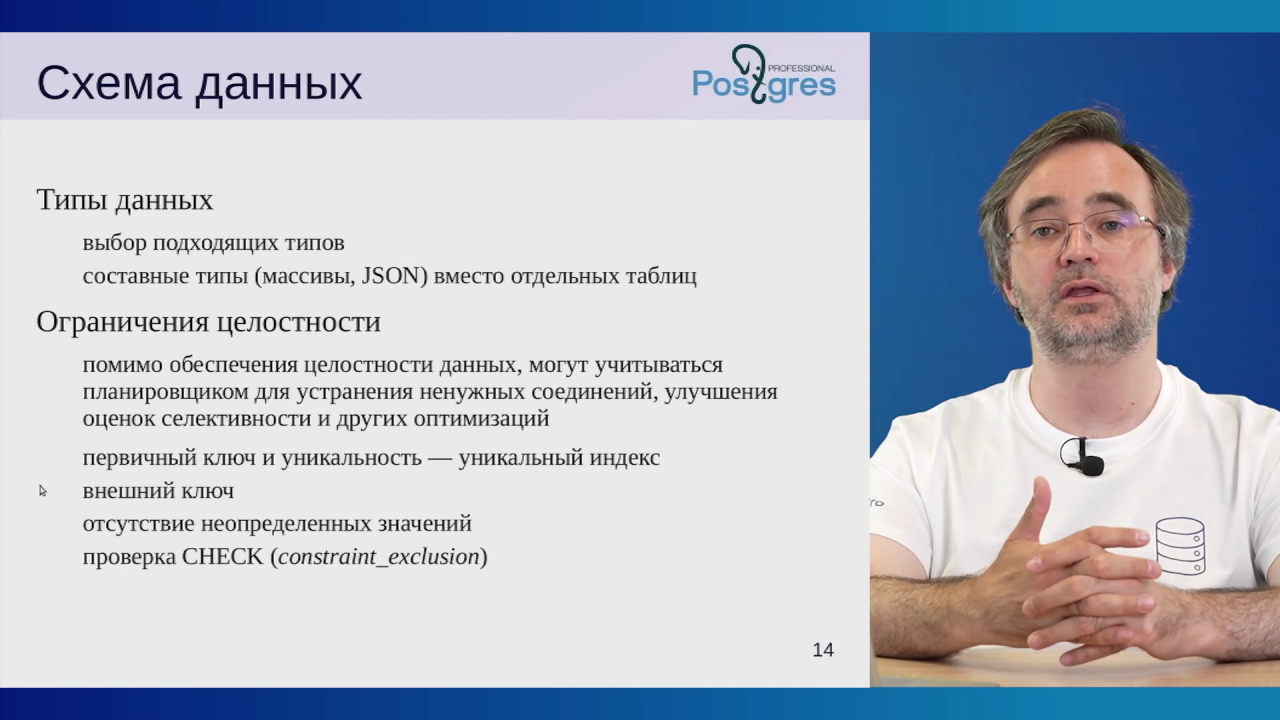 Схема данных
PROFESSIONAL
Postgres
Типы данных
выбор подходящих типов
составные типы (массивы, JSON) вместо отдельных таблиц
Ограничения целостности
помимо обеспечения целостности данных, могут учитываться
планировщиком для устранения ненужных соединений, улучшения
оценок селективности и других оптимизаций
первичный ключ и уникальность — уникальный индекс
внешний ключ
отсутствие неопределенных значений
проверка CHECK (constraint_exclusion)
14